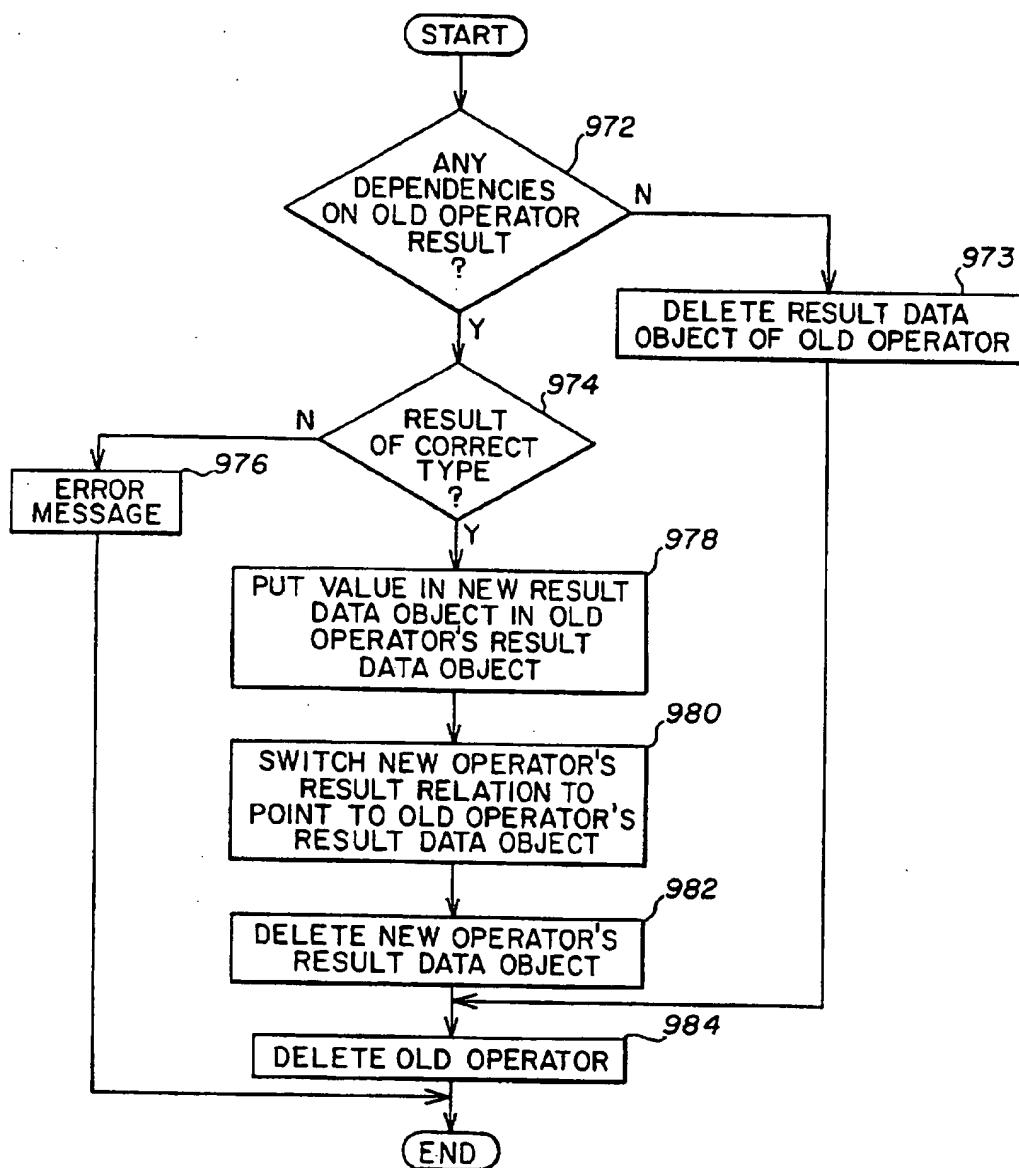 START
972
ANY
DEPENDENCIES
ON OLD OPERATOR
RESULT
?
N
Y
973
DELETE RESULT DATA
OBJECT OF OLD OPERATOR
974
RESULT
OF CORRECT
TYPE
?
N
Y
976
ERROR
MESSAGE
978
PUT VALUE IN NEW RESULT
DATA OBJECT IN OLD
OPERATOR'S RESULT
DATA OBJECT
980
SWITCH NEW OPERATOR'S
RESULT RELATION TO
POINT TO OLD OPERATOR'S
RESULT DATA OBJECT
982
DELETE NEW OPERATOR'S
RESULT DATA OBJECT
984
DELETE OLD OPERATOR
END